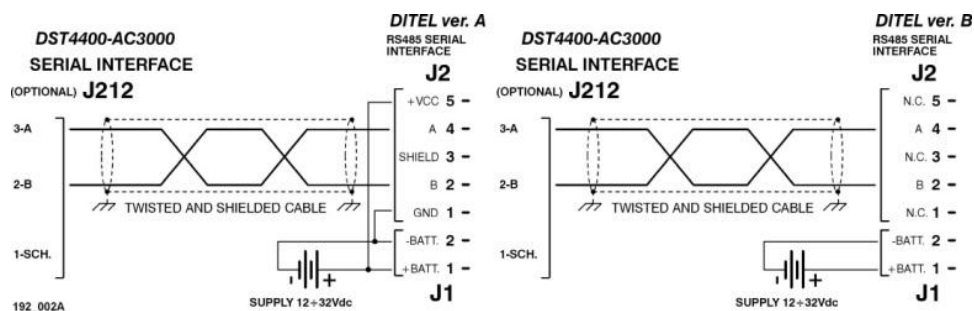 DITEL ver. A
DST4400-AC3000
RS485 SERIAL
INTERFACE
SERIAL INTERFACE
J2
(OPTIONAL) J212
+VCC 5 -
3-A
A 4 -
SHIELD 3 -
2-B
B 2 -
TWISTED AND SHIELDED CABLE
GND 1 -
1-SCH.
-BATT. 2 -
+BATT. 1 -
- +
J1
SUPPLY 12÷32Vdc
192_002A
DITEL ver. B
DST4400-AC3000
RS485 SERIAL
INTERFACE
SERIAL INTERFACE
J2
(OPTIONAL) J212
N.C. 5 -
3-A
A 4 -
N.C. 3 -
2-B
B 2 -
TWISTED AND SHIELDED CABLE
N.C. 1 -
1-SCH.
-BATT. 2 -
+BATT. 1 -
- +
J1
SUPPLY 12÷32Vdc